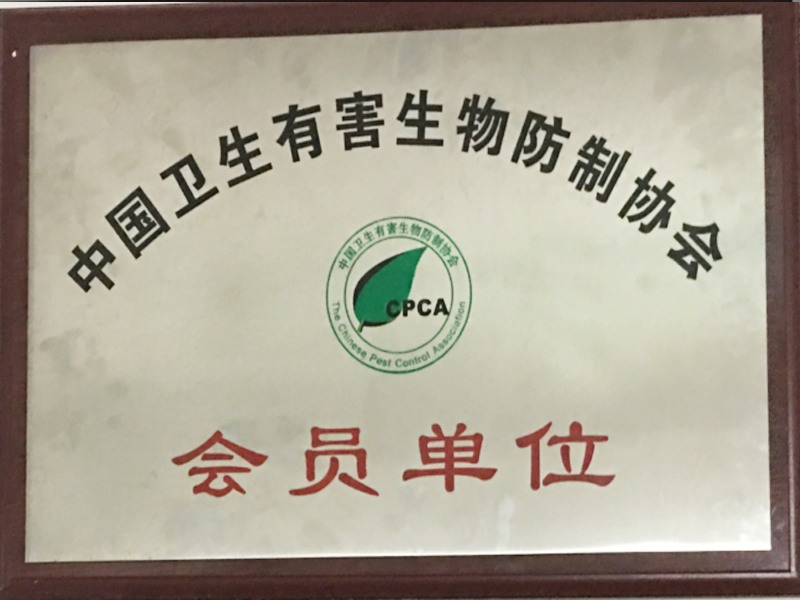 中国卫生有害生物防制协会
中国卫生有害生物防制协会
CPCA
The Chinese Pest Control Association
会员单位